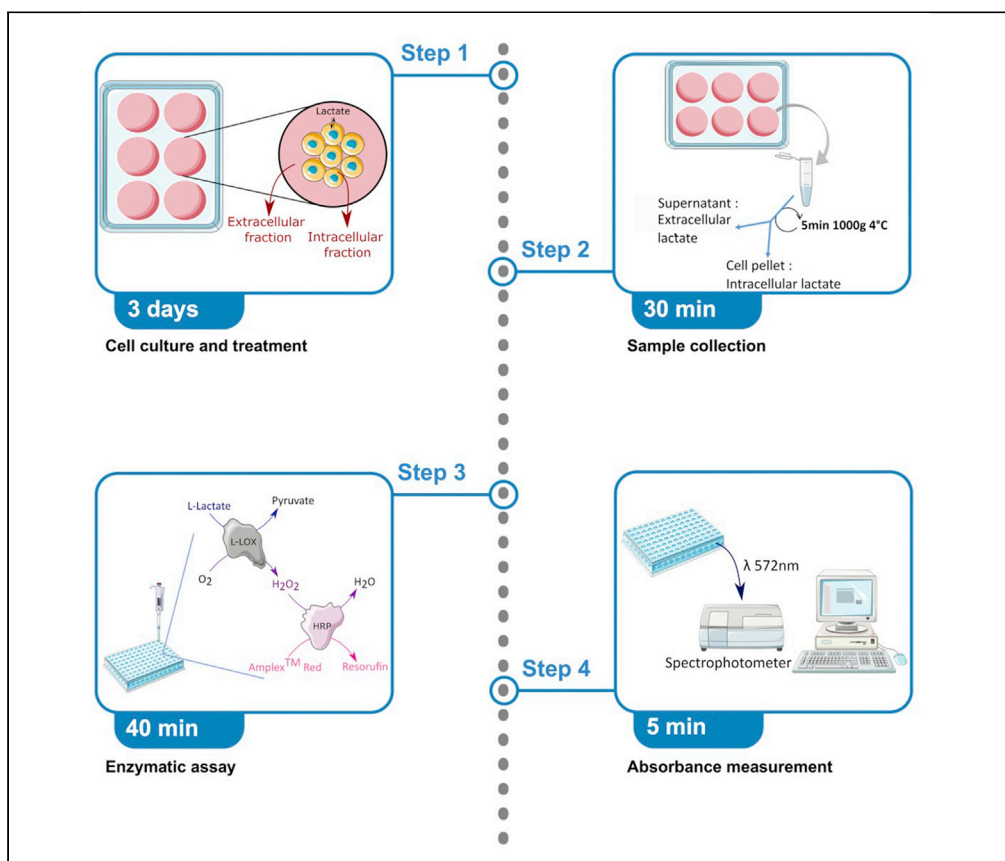 Step 1
Lactate
Extracellular
fraction
Intracellular
fraction
3 days
Cell culture and treatment
Step 2
Supernatant :
Extracellular
lactate
5min 1000g 4°C
Cell pellet :
Intracellular lactate
30 min
Sample collection
Step 3
L-Lactate
Pyruvate
L-LOX
O2
H2O2
H2O
HRP
Amplex™ Red
Resorufin
40 min
Enzymatic assay
Step 4
λ 572nm
Spectrophotometer
5 min
Absorbance measurement